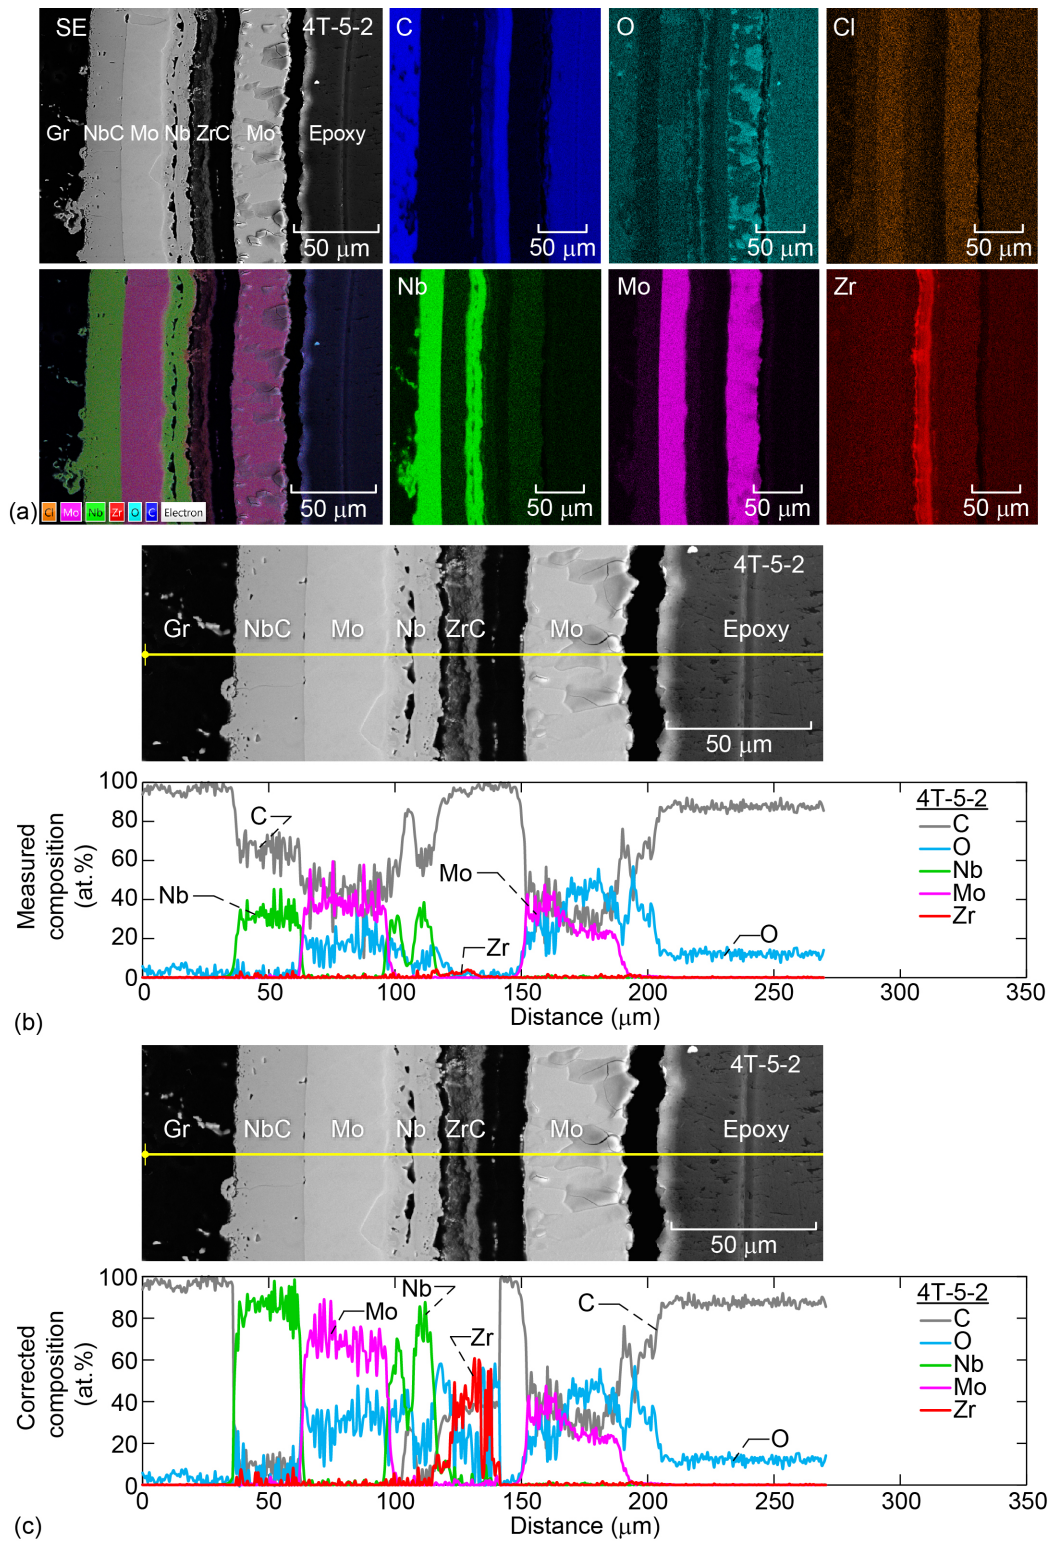 SE 4T-5-2 C O Cl
Gr NbC Mo Nb ZrC Mo Epoxy
50 μm 50 μm 50 μm 50 μm
Nb Mo Zr
50 μm 50 μm 50 μm 50 μm
(a) Cl Mo Nb Zr O C Electron
4T-5-2
Gr NbC Mo Nb ZrC Mo Epoxy
50 μm
Measured composition (at.%)
100
80
60
40
20
0
C
Nb
Mo
Zr
O
4T-5-2
C
O
Nb
Mo
Zr
0 50 100 150 200 250 300 350
Distance (μm)
(b)
4T-5-2
Gr NbC Mo Nb ZrC Mo Epoxy
50 μm
Corrected composition (at.%)
100
80
60
40
20
0
Mo
Nb
Zr
C
O
4T-5-2
C
O
Nb
Mo
Zr
0 50 100 150 200 250 300 350
Distance (μm)
(c)